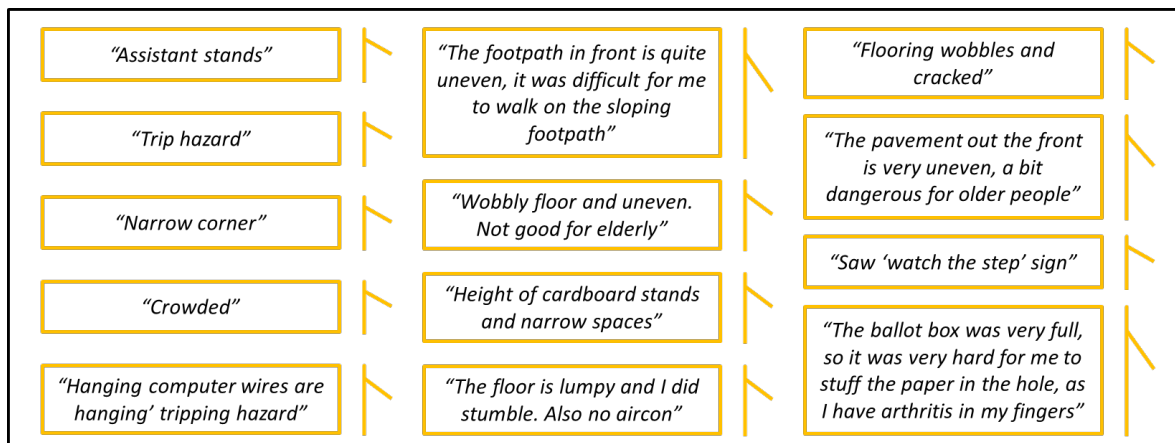 “Assistant stands”
“Trip hazard”
“Narrow corner”
“Crowded”
“Hanging computer wires are
hanging’ tripping hazard”
“The footpath in front is quite
uneven, it was difficult for me
to walk on the sloping
footpath”
“Wobbly floor and uneven.
Not good for elderly”
“Height of cardboard stands
and narrow spaces”
“The floor is lumpy and I did
stumble. Also no aircon”
“Flooring wobbles and
cracked”
“The pavement out the front
is very uneven, a bit
dangerous for older people”
“Saw ‘watch the step’ sign”
“The ballot box was very full,
so it was very hard for me to
stuff the paper in the hole, as
I have arthritis in my fingers”